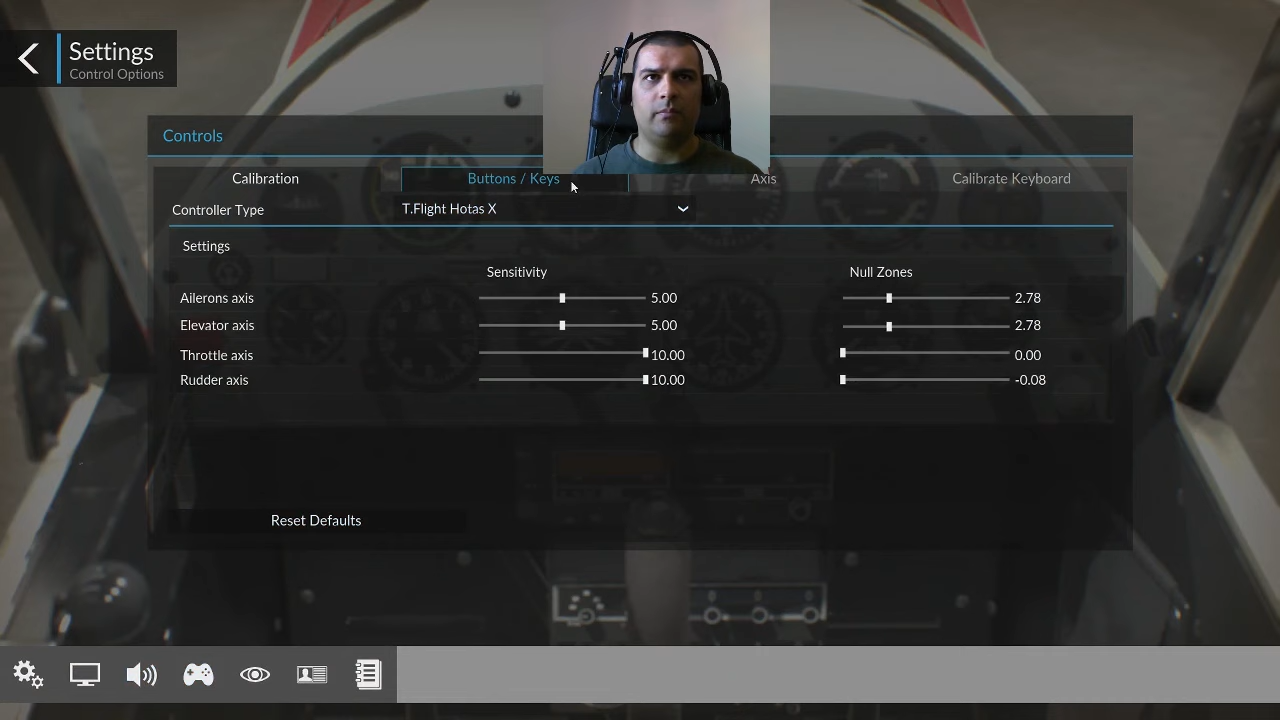 Settings
Control Options
Controls
Calibration Buttons / Keys Axis Calibrate Keyboard
Controller Type T.Flight Hotas X
Settings
Sensitivity Null Zones
Ailerons axis 5.00 2.78
Elevator axis 5.00 2.78
Throttle axis 10.00 0.00
Rudder axis 10.00 -0.08
Reset Defaults